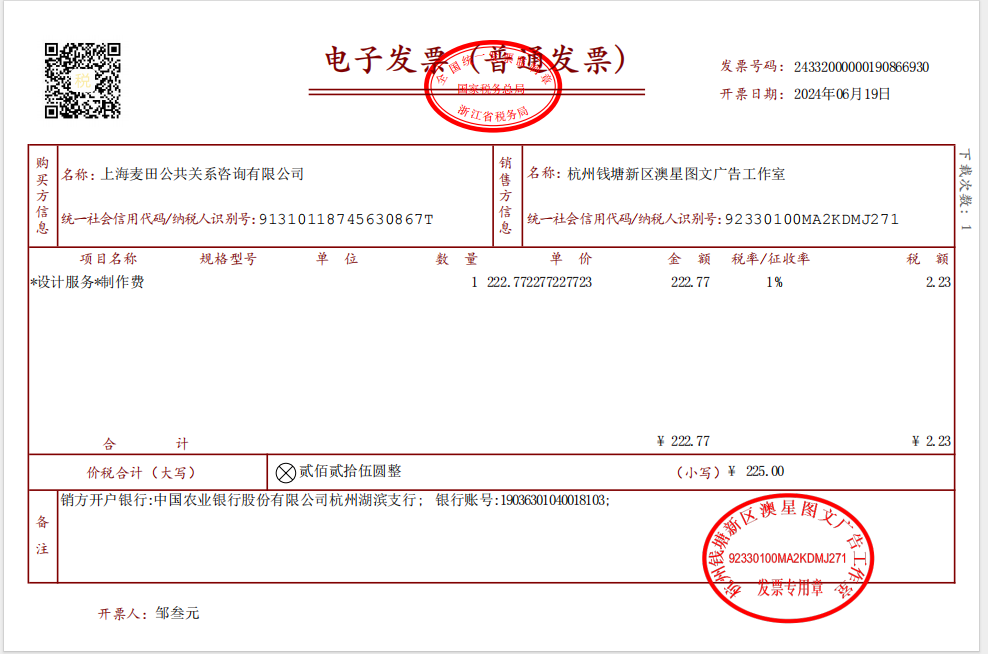 电子发票（普通发票）
全国统一发票监制章
国家税务总局
浙江省税务局
税
发票号码：24332000000190866930
开票日期：2024年06月19日
下载次数：1
购买方信息
名称：上海麦田公共关系咨询有限公司
统一社会信用代码/纳税人识别号:91310118745630867T
销售方信息
名称：杭州钱塘新区澳星图文广告工作室
统一社会信用代码/纳税人识别号:92330100MA2KDMJ271
项目名称 规格型号 单 位 数 量 单 价 金 额 税率/征收率 税 额
*设计服务*制作费 1 222.772277227723 222.77 1% 2.23
合 计 ¥ 222.77 ¥ 2.23
价税合计（大写） 贰佰贰拾伍圆整 （小写）¥ 225.00
备注
销方开户银行:中国农业银行股份有限公司杭州湖滨支行; 银行账号:19036301040018103;
杭州钱塘新区澳星图文广告工作室
92330100MA2KDMJ271
发票专用章
开票人：邹叁元